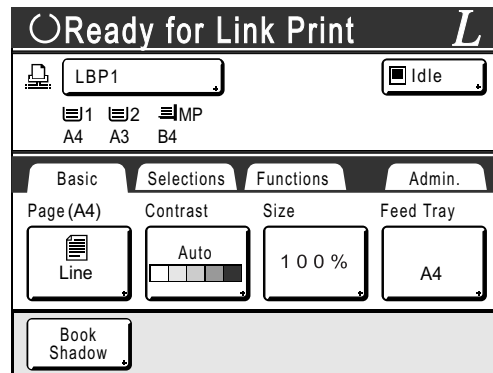 Ready for Link Print L
LBP1 Idle
1 2 MP
A4 A3 B4
Basic Selections Functions Admin.
Page (A4) Contrast Size Feed Tray
Line Auto 100% A4
Book
Shadow